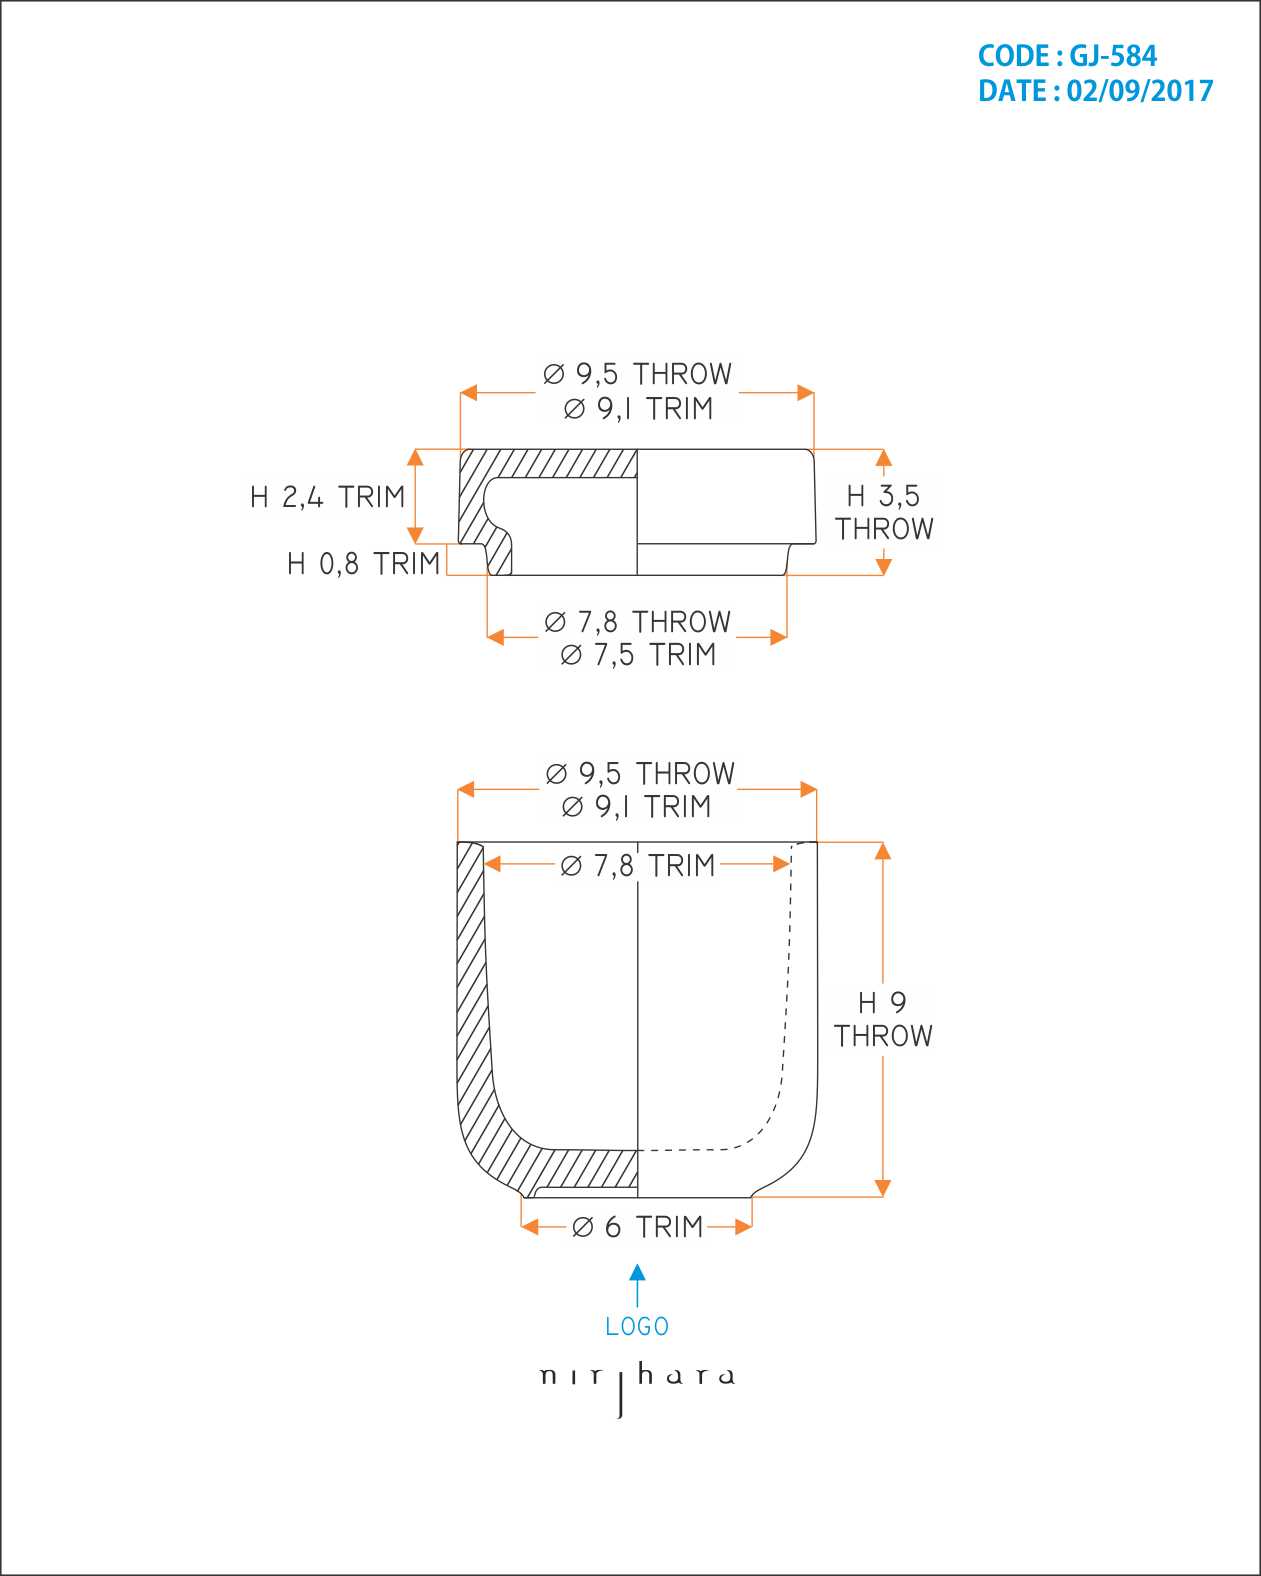 CODE : GJ-584
DATE : 02/09/2017
Ø 9,5 THROW
Ø 9,1 TRIM
H 2,4 TRIM
H 3,5
THROW
H 0,8 TRIM
Ø 7,8 THROW
Ø 7,5 TRIM
Ø 9,5 THROW
Ø 9,1 TRIM
Ø 7,8 TRIM
H 9
THROW
Ø 6 TRIM
LOGO
nirjhara